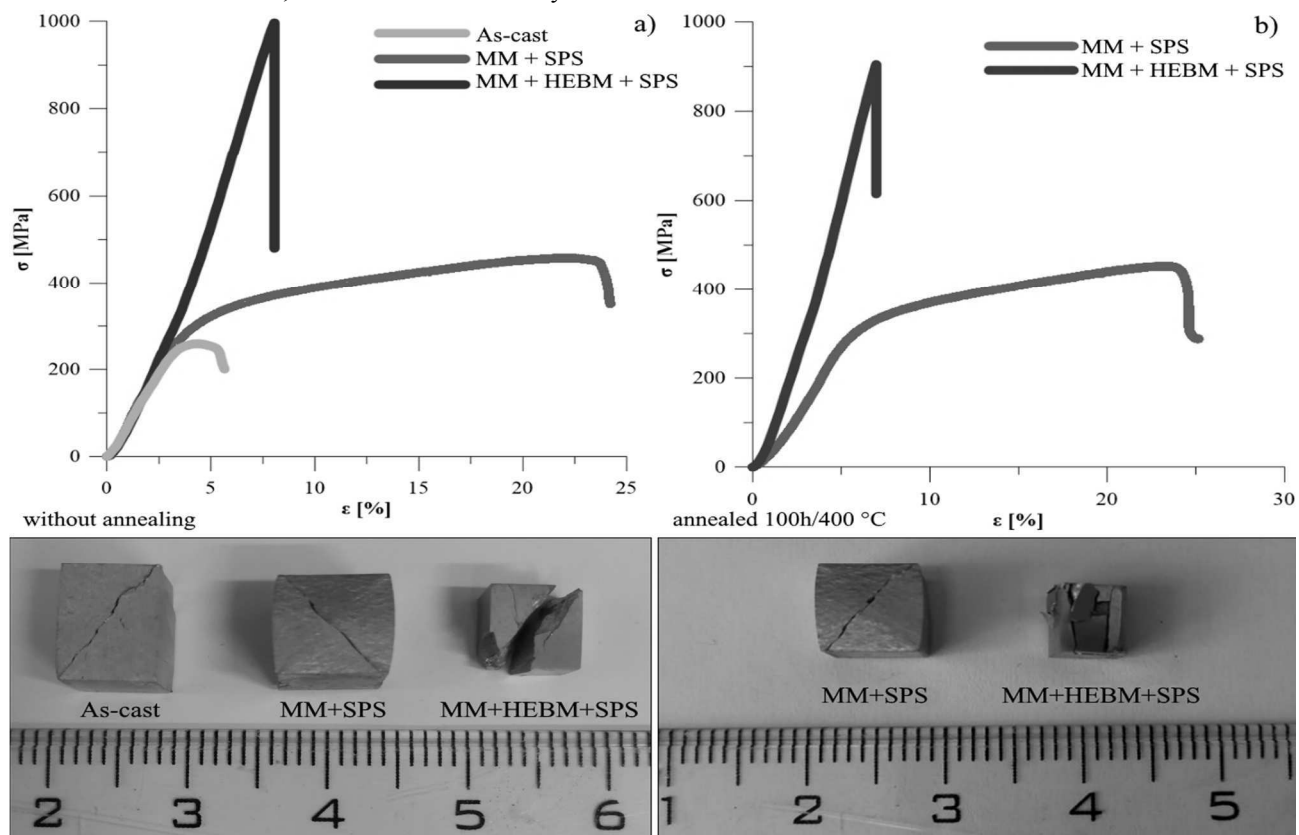 a)
As-cast
MM + SPS
MM + HEBM + SPS
1000
800
600
400
200
0
σ [MPa]
0 5 10 15 20 25
ε [%]
without annealing
b)
MM + SPS
MM + HEBM + SPS
1000
800
600
400
200
0
σ [MPa]
0 10 20 30
ε [%]
annealed 100h/400 °C
As-cast MM+SPS MM+HEBM+SPS
2 3 4 5 6
MM+SPS MM+HEBM+SPS
1 2 3 4 5